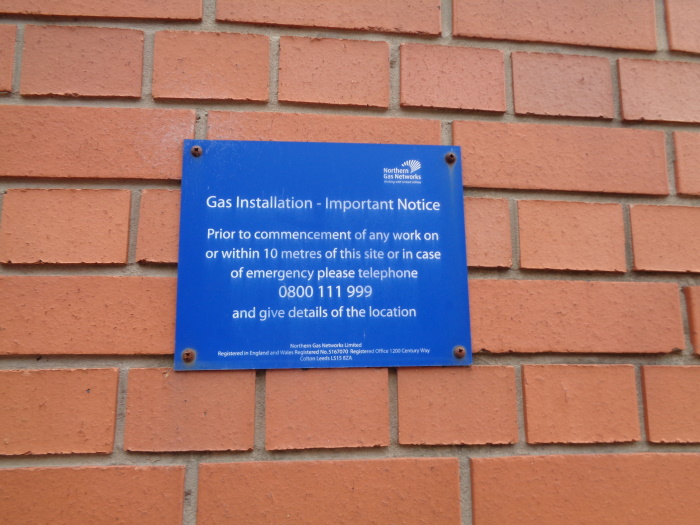 Northern
Gas Networks
Gas Installation - Important Notice
Prior to commencement of any work on
or within 10 metres of this site or in case
of emergency please telephone
0800 111 999
and give details of the location
Northern Gas Networks Limited
Registered in England and Wales Registered No. 5167070 Registered Office: 1200 Century Way
Colton Leeds LS15 8ZA